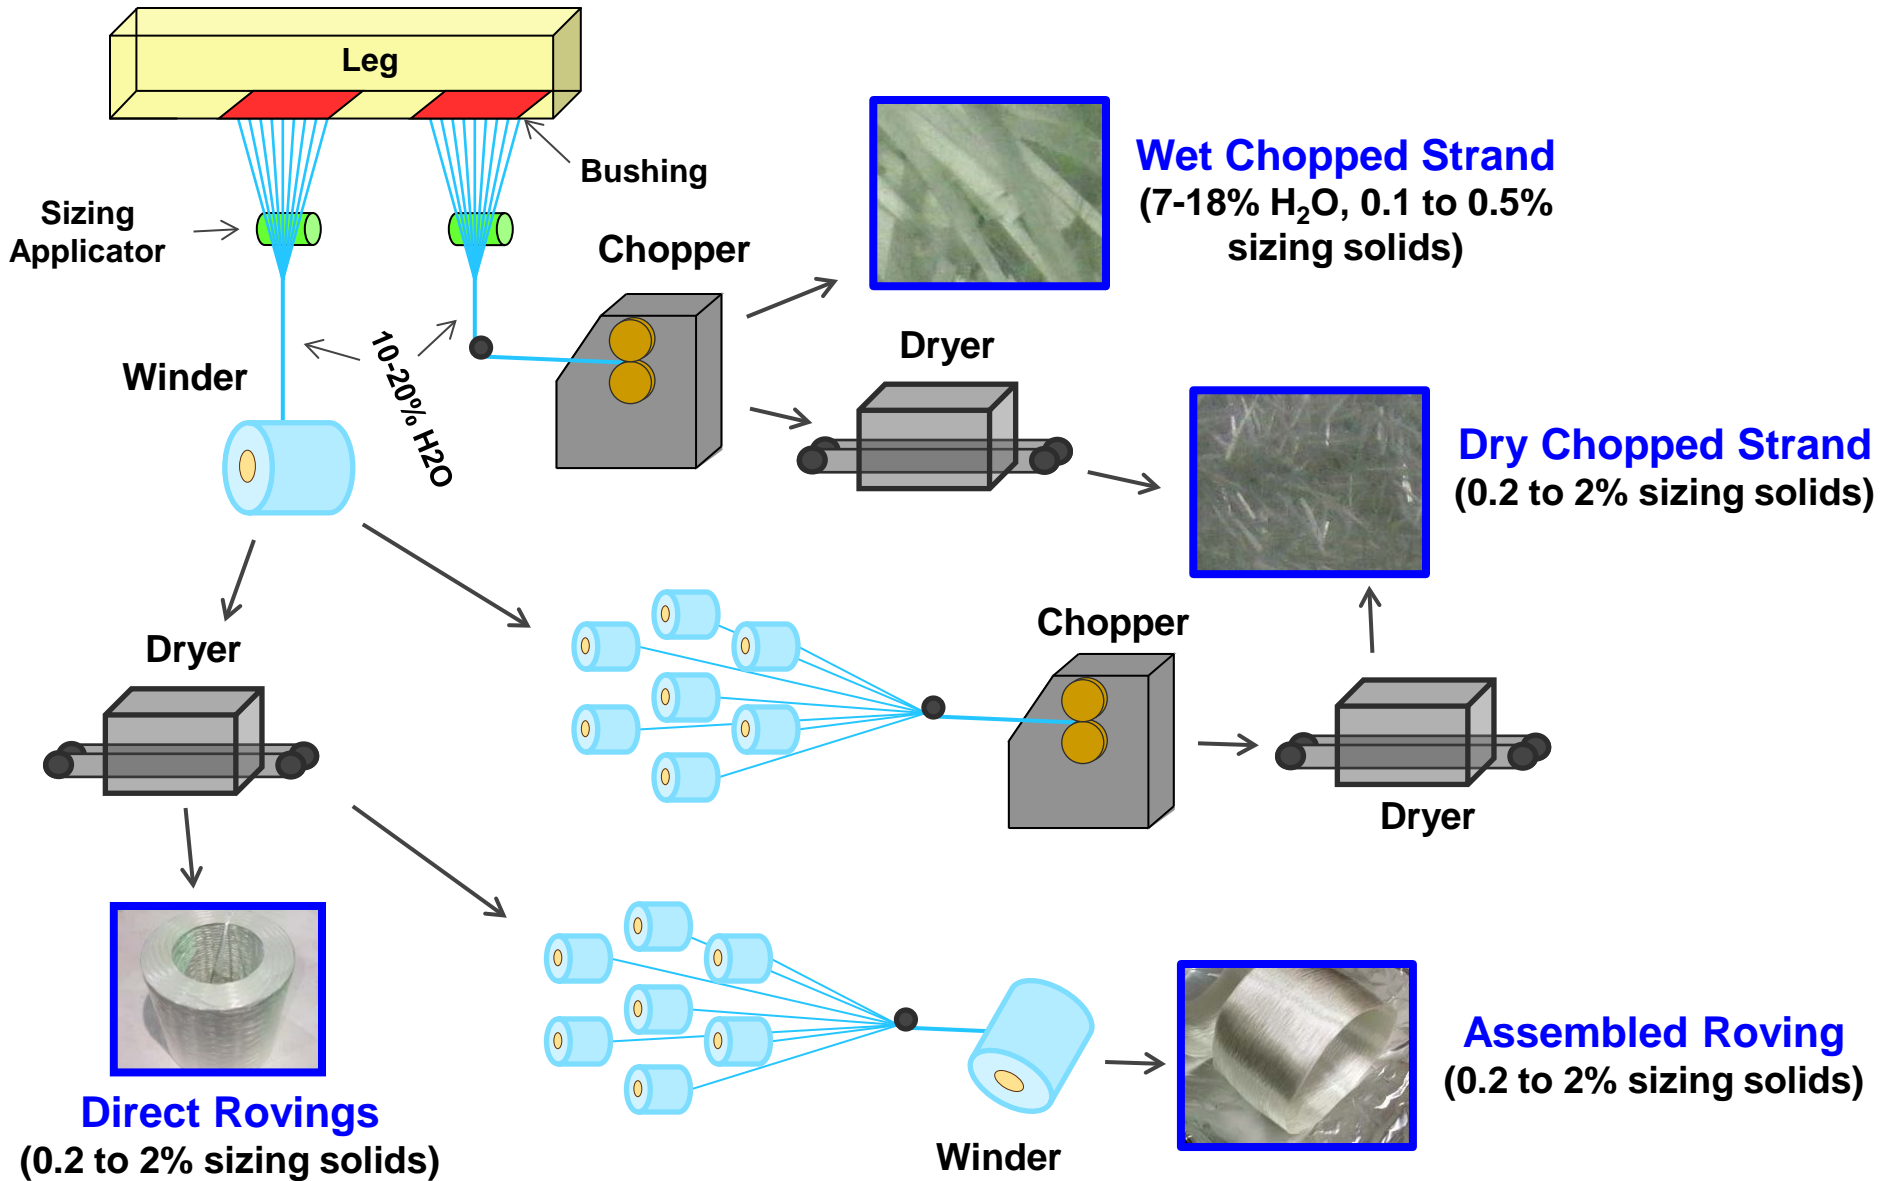 Leg
Bushing
Sizing
Applicator
Chopper
Wet Chopped Strand
(7-18% H₂O, 0.1 to 0.5%
sizing solids)
Winder
10-20% H2O
Dryer
Dry Chopped Strand
(0.2 to 2% sizing solids)
Dryer
Chopper
Dryer
Direct Rovings
(0.2 to 2% sizing solids)
Winder
Assembled Roving
(0.2 to 2% sizing solids)